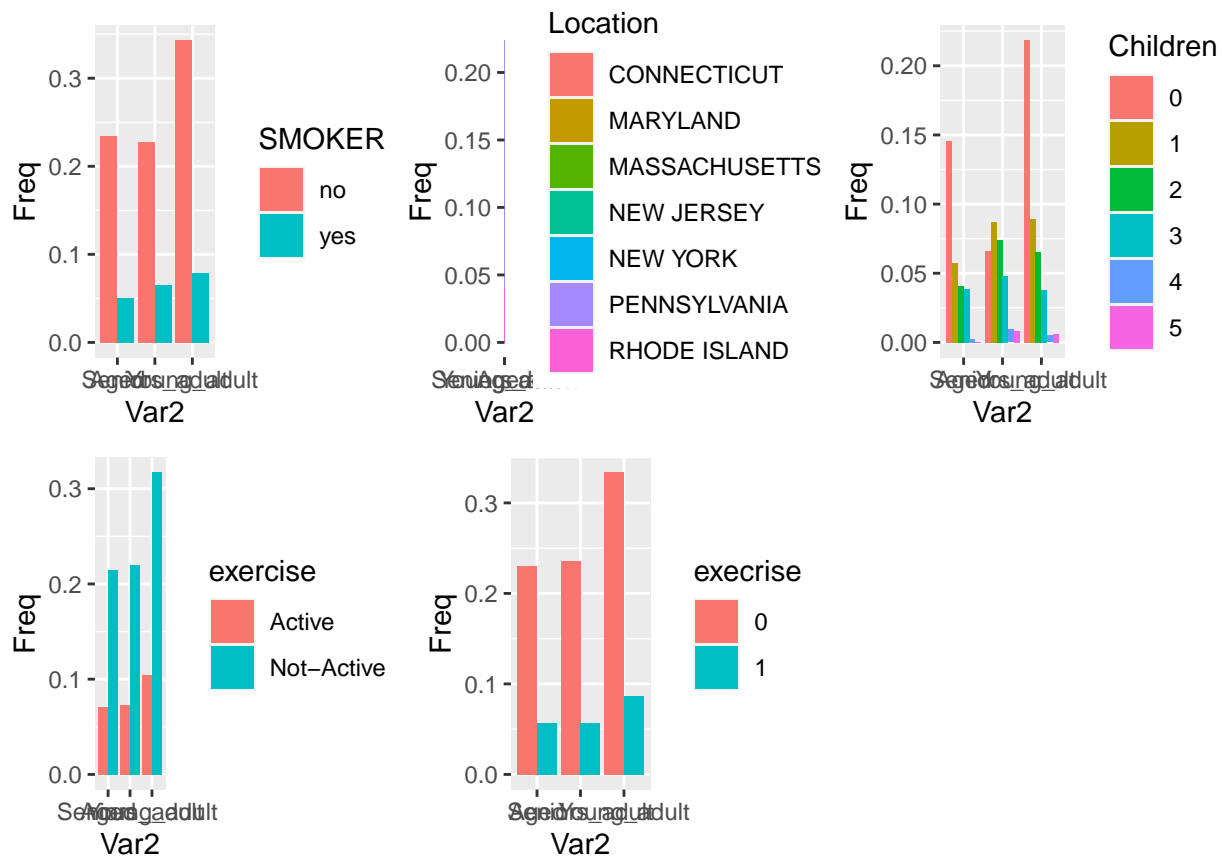 0.3
0.2
0.1
0.0
Freq
Var2
SMOKER
no
yes
0.20
0.15
0.10
0.05
0.00
Freq
Var2
Location
CONNECTICUT
MARYLAND
MASSACHUSETTS
NEW JERSEY
NEW YORK
PENNSYLVANIA
RHODE ISLAND
0.20
0.15
0.10
0.05
0.00
Freq
Var2
Children
0
1
2
3
4
5
0.3
0.2
0.1
0.0
Freq
Var2
exercise
Active
Not−Active
0.3
0.2
0.1
0.0
Freq
Var2
execrise
0
1